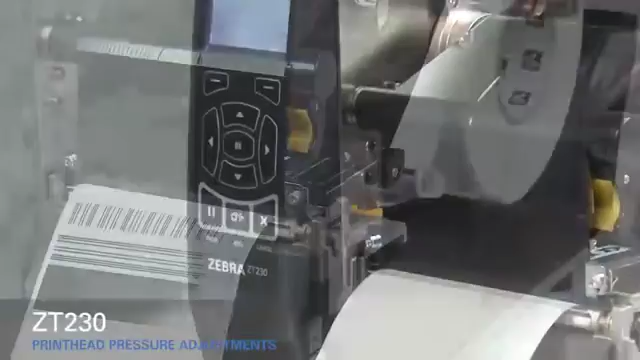 ZEBRA ZT230
ZT230
PRINTHEAD PRESSURE ADJUSTMENTS